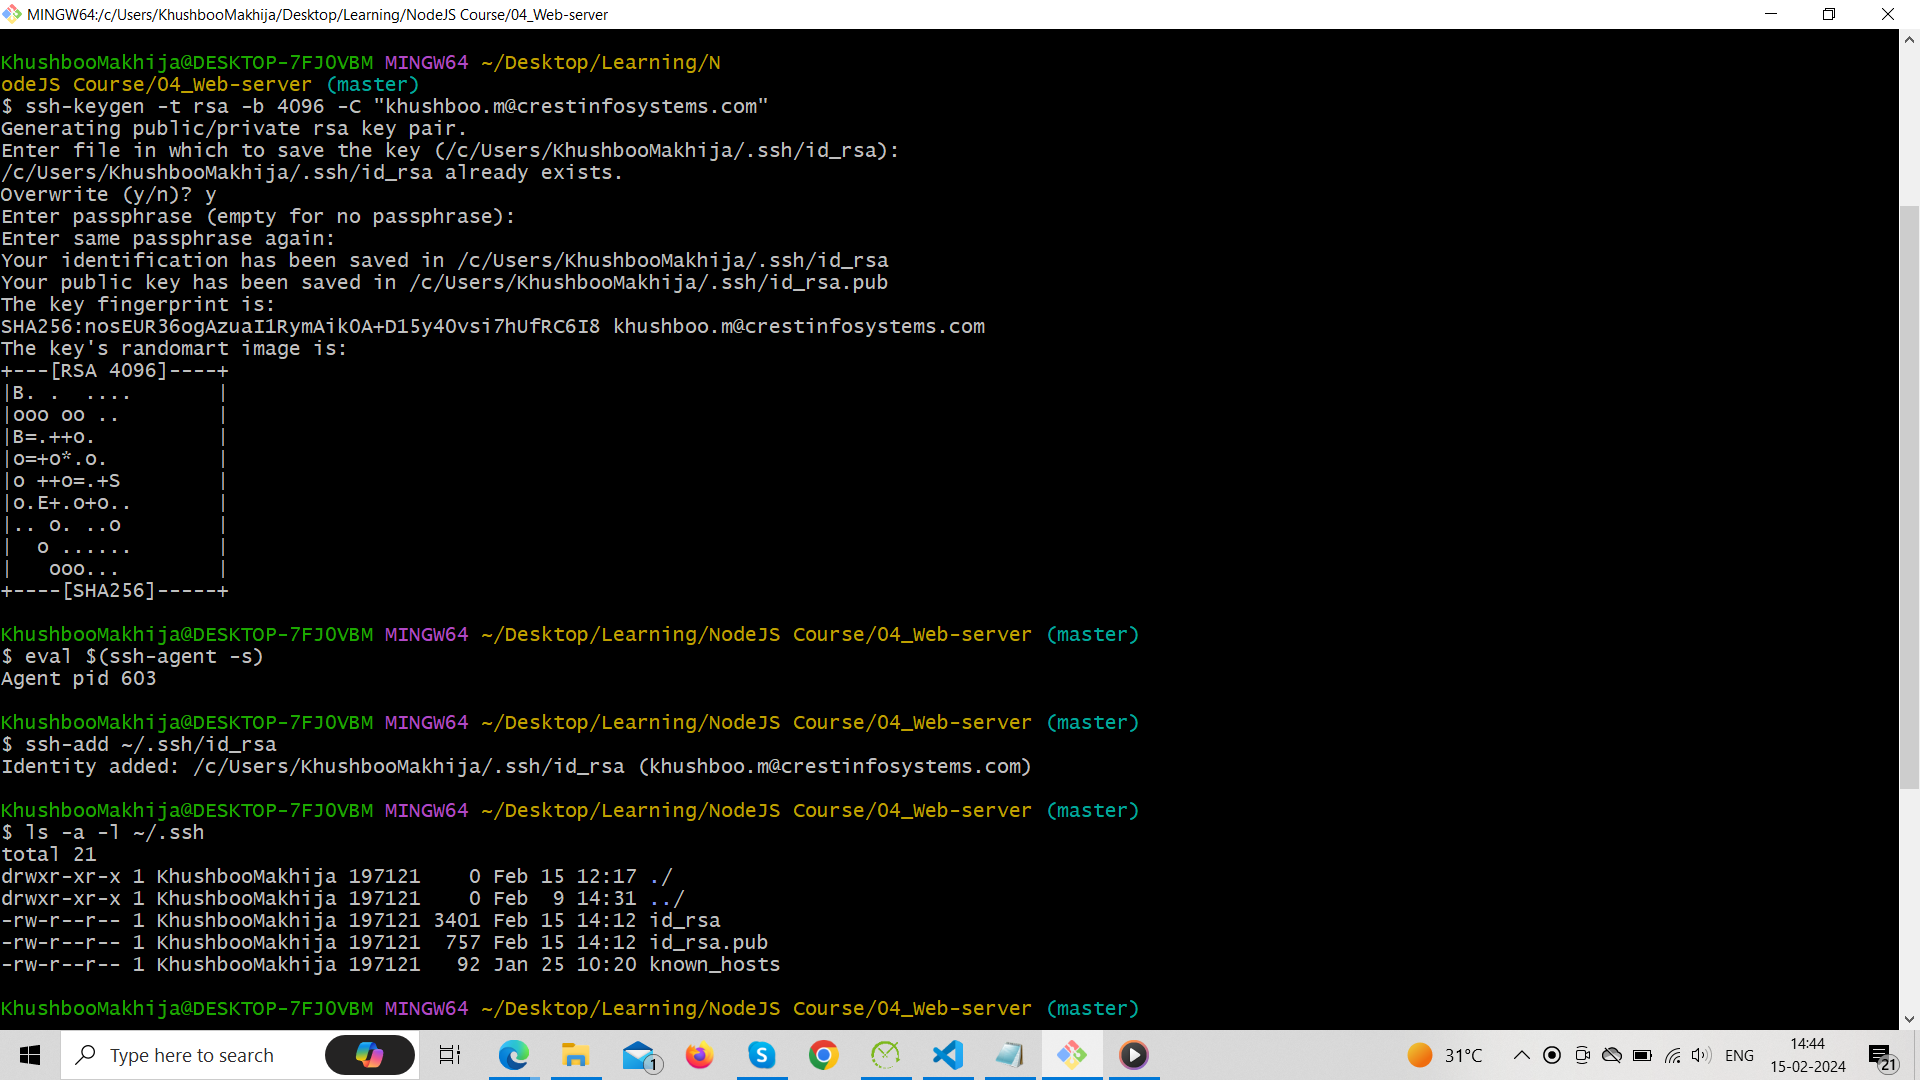 MINGW64:/c/Users/KhushbooMakhija/Desktop/Learning/NodeJS Course/04_Web-server
KhushbooMakhija@DESKTOP-7FJ0VBM MINGW64 ~/Desktop/Learning/N
odeJS Course/04_Web-server (master)
$ ssh-keygen -t rsa -b 4096 -C "khushboo.m@crestinfosystems.com"
Generating public/private rsa key pair.
Enter file in which to save the key (/c/Users/KhushbooMakhija/.ssh/id_rsa):
/c/Users/KhushbooMakhija/.ssh/id_rsa already exists.
Overwrite (y/n)? y
Enter passphrase (empty for no passphrase):
Enter same passphrase again:
Your identification has been saved in /c/Users/KhushbooMakhija/.ssh/id_rsa
Your public key has been saved in /c/Users/KhushbooMakhija/.ssh/id_rsa.pub
The key fingerprint is:
SHA256:nosEUR36ogAzuaI1RymAik0A+D15y40vsi7hUfRC6I8 khushboo.m@crestinfosystems.com
The key's randomart image is:
+---[RSA 4096]----+
|B. .  ....       |
|ooo oo ..        |
|B=.++o.          |
|o=+o*.o.         |
|o ++o=.+S        |
|o.E+.o+o..       |
|.. o. ..o        |
|  o ......       |
|   ooo...        |
+----[SHA256]-----+
KhushbooMakhija@DESKTOP-7FJ0VBM MINGW64 ~/Desktop/Learning/NodeJS Course/04_Web-server (master)
$ eval $(ssh-agent -s)
Agent pid 603
KhushbooMakhija@DESKTOP-7FJ0VBM MINGW64 ~/Desktop/Learning/NodeJS Course/04_Web-server (master)
$ ssh-add ~/.ssh/id_rsa
Identity added: /c/Users/KhushbooMakhija/.ssh/id_rsa (khushboo.m@crestinfosystems.com)
KhushbooMakhija@DESKTOP-7FJ0VBM MINGW64 ~/Desktop/Learning/NodeJS Course/04_Web-server (master)
$ ls -a -l ~/.ssh
total 21
drwxr-xr-x 1 KhushbooMakhija 197121    0 Feb 15 12:17 ./
drwxr-xr-x 1 KhushbooMakhija 197121    0 Feb  9 14:31 ../
-rw-r--r-- 1 KhushbooMakhija 197121 3401 Feb 15 14:12 id_rsa
-rw-r--r-- 1 KhushbooMakhija 197121  757 Feb 15 14:12 id_rsa.pub
-rw-r--r-- 1 KhushbooMakhija 197121   92 Jan 25 10:20 known_hosts
KhushbooMakhija@DESKTOP-7FJ0VBM MINGW64 ~/Desktop/Learning/NodeJS Course/04_Web-server (master)
Type here to search
1
S
31°C
ENG
14:44
15-02-2024
21